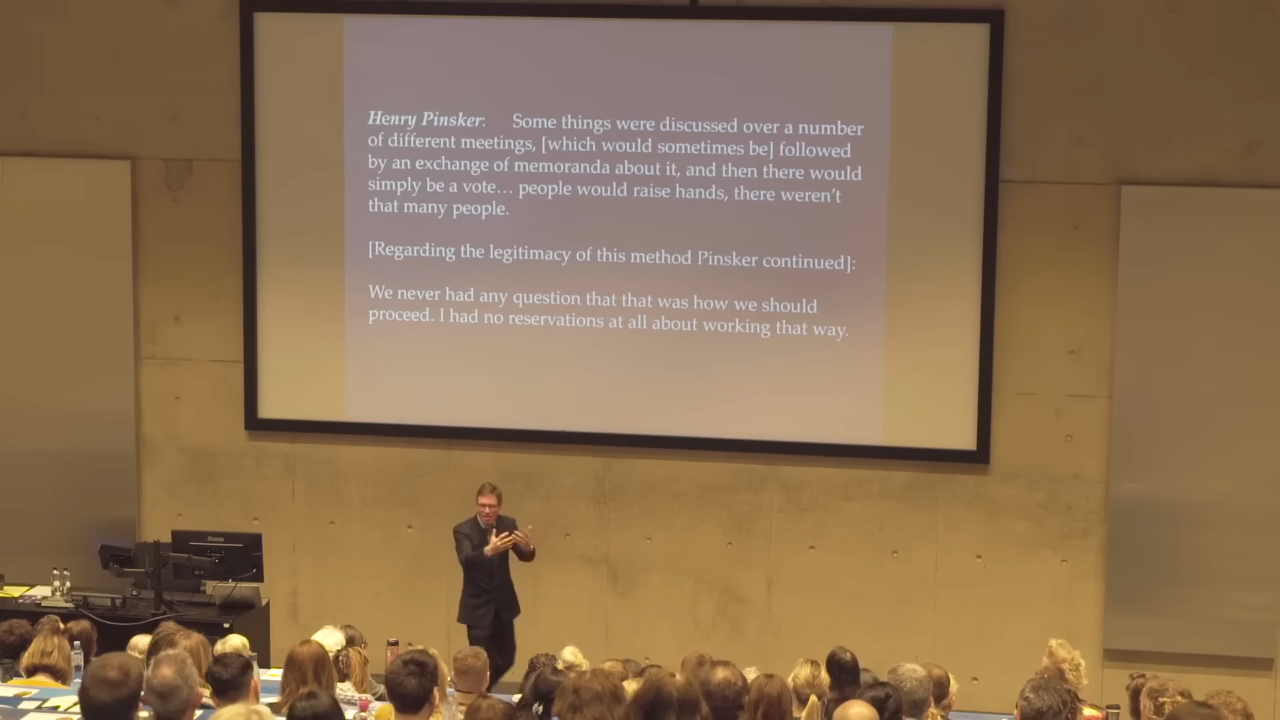 Henry Pinsker: Some things were discussed over a number
of different meetings, [which would sometimes be] followed
by an exchange of memoranda about it, and then there would
simply be a vote… people would raise hands, there weren't
that many people.
[Regarding the legitimacy of this method Pinsker continued]:
We never had any question that that was how we should
proceed. I had no reservations at all about working that way.